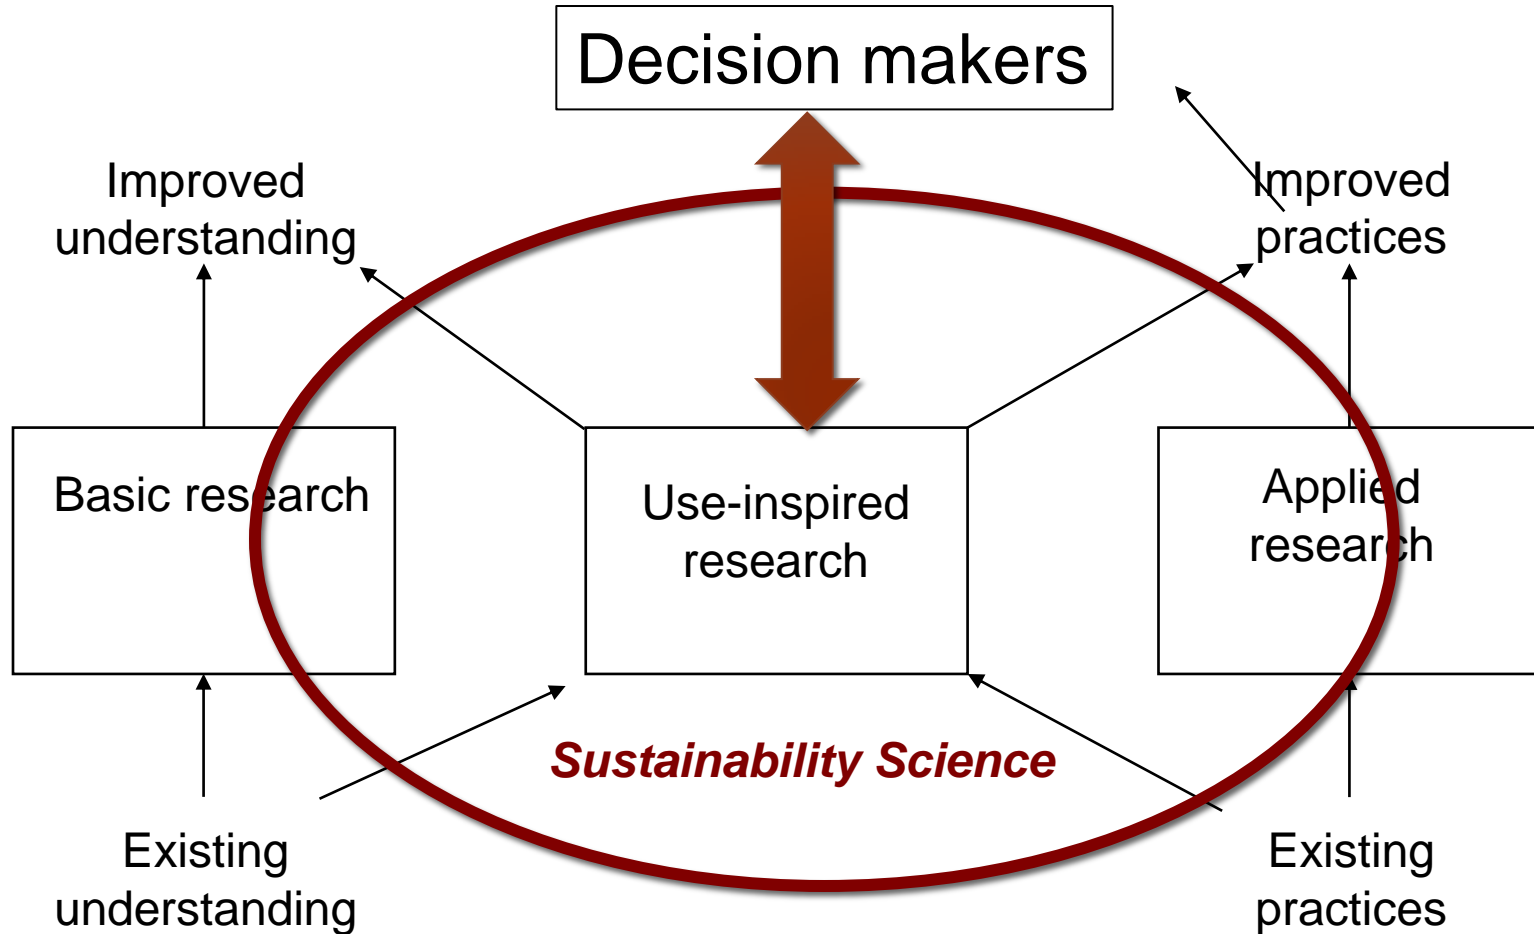 Decision makers
Improved
understanding
Improved
practices
Basic research
Use-inspired
research
Applied
research
Sustainability Science
Existing
understanding
Existing
practices